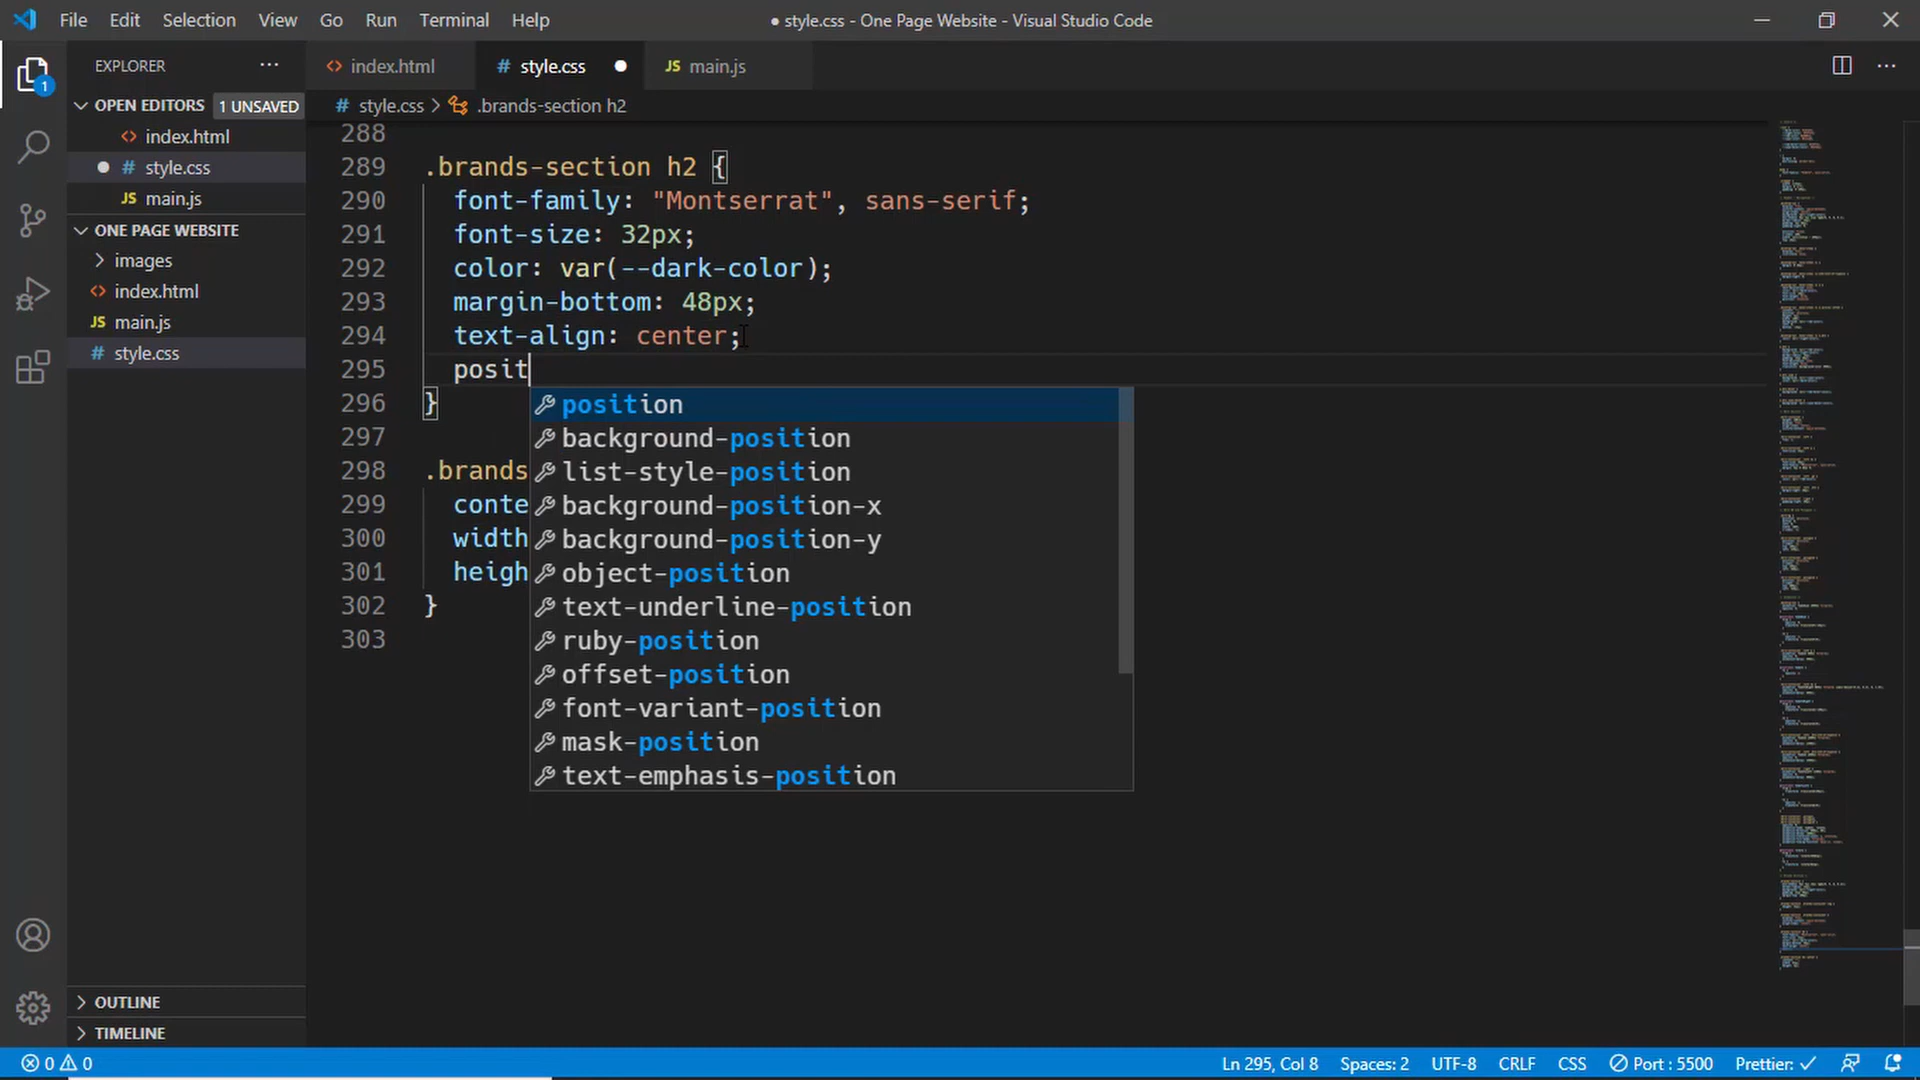 File Edit Selection View Go Run Terminal Help
● style.css - One Page Website - Visual Studio Code
EXPLORER
OPEN EDITORS 1 UNSAVED
<> index.html
# style.css
JS main.js
ONE PAGE WEBSITE
images
<> index.html
JS main.js
# style.css
OUTLINE
TIMELINE
1
<> index.html # style.css ● JS main.js
# style.css > .brands-section h2
288
289 .brands-section h2 {
290 font-family: "Montserrat", sans-serif;
291 font-size: 32px;
292 color: var(--dark-color);
293 margin-bottom: 48px;
294 text-align: center;
295 posit
296 }
297
298 .brands
299 conte
300 width
301 heigh
302 }
303
position
background-position
list-style-position
background-position-x
background-position-y
object-position
text-underline-position
ruby-position
offset-position
font-variant-position
mask-position
text-emphasis-position
0 0 Ln 295, Col 8 Spaces: 2 UTF-8 CRLF CSS Port : 5500 Prettier: ✓